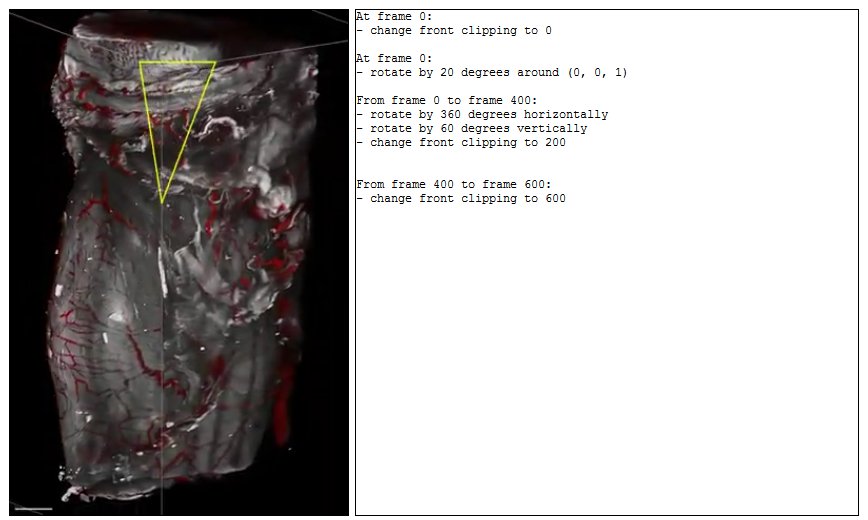 At frame 0:
- change front clipping to 0
At frame 0:
- rotate by 20 degrees around (0, 0, 1)
From frame 0 to frame 400:
- rotate by 360 degrees horizontally
- rotate by 60 degrees vertically
- change front clipping to 200
From frame 400 to frame 600:
- change front clipping to 600